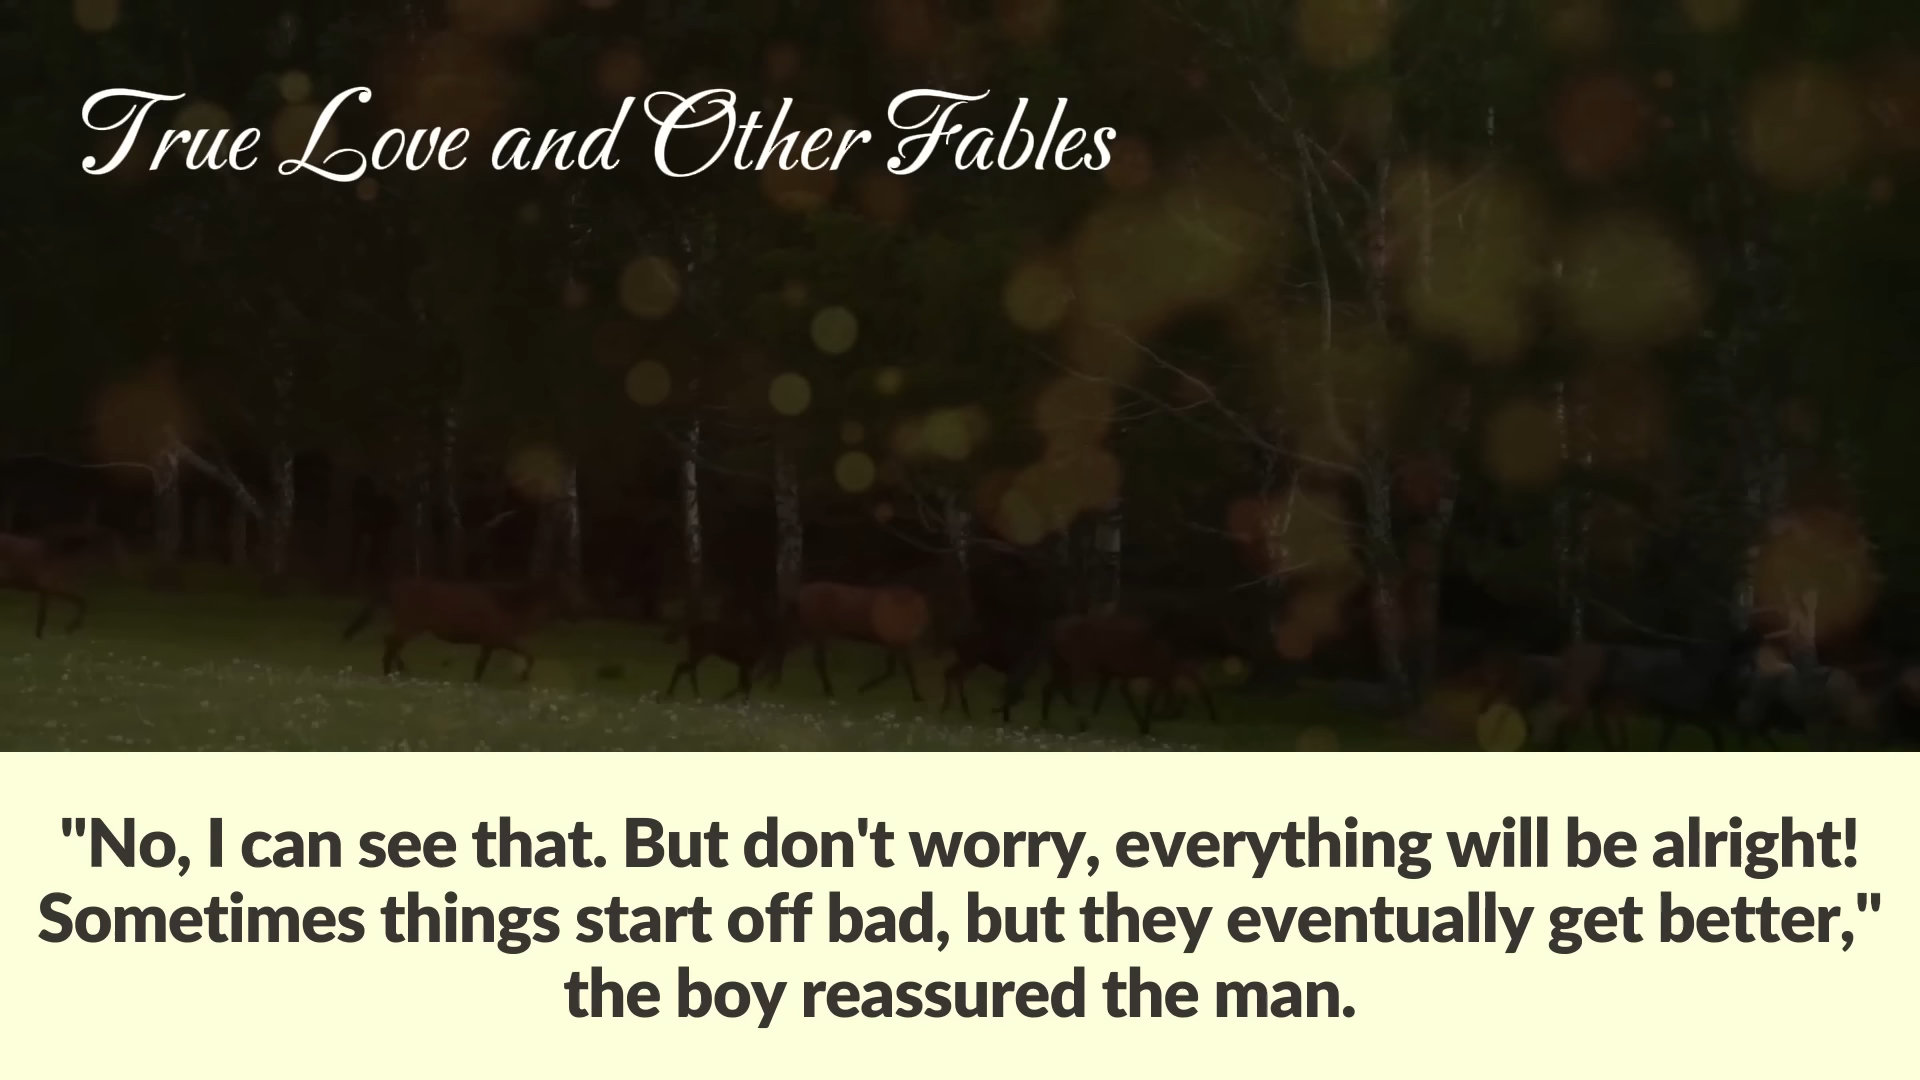 True Love and Other Fables
"No, I can see that. But don't worry, everything will be alright!
Sometimes things start off bad, but they eventually get better,"
the boy reassured the man.